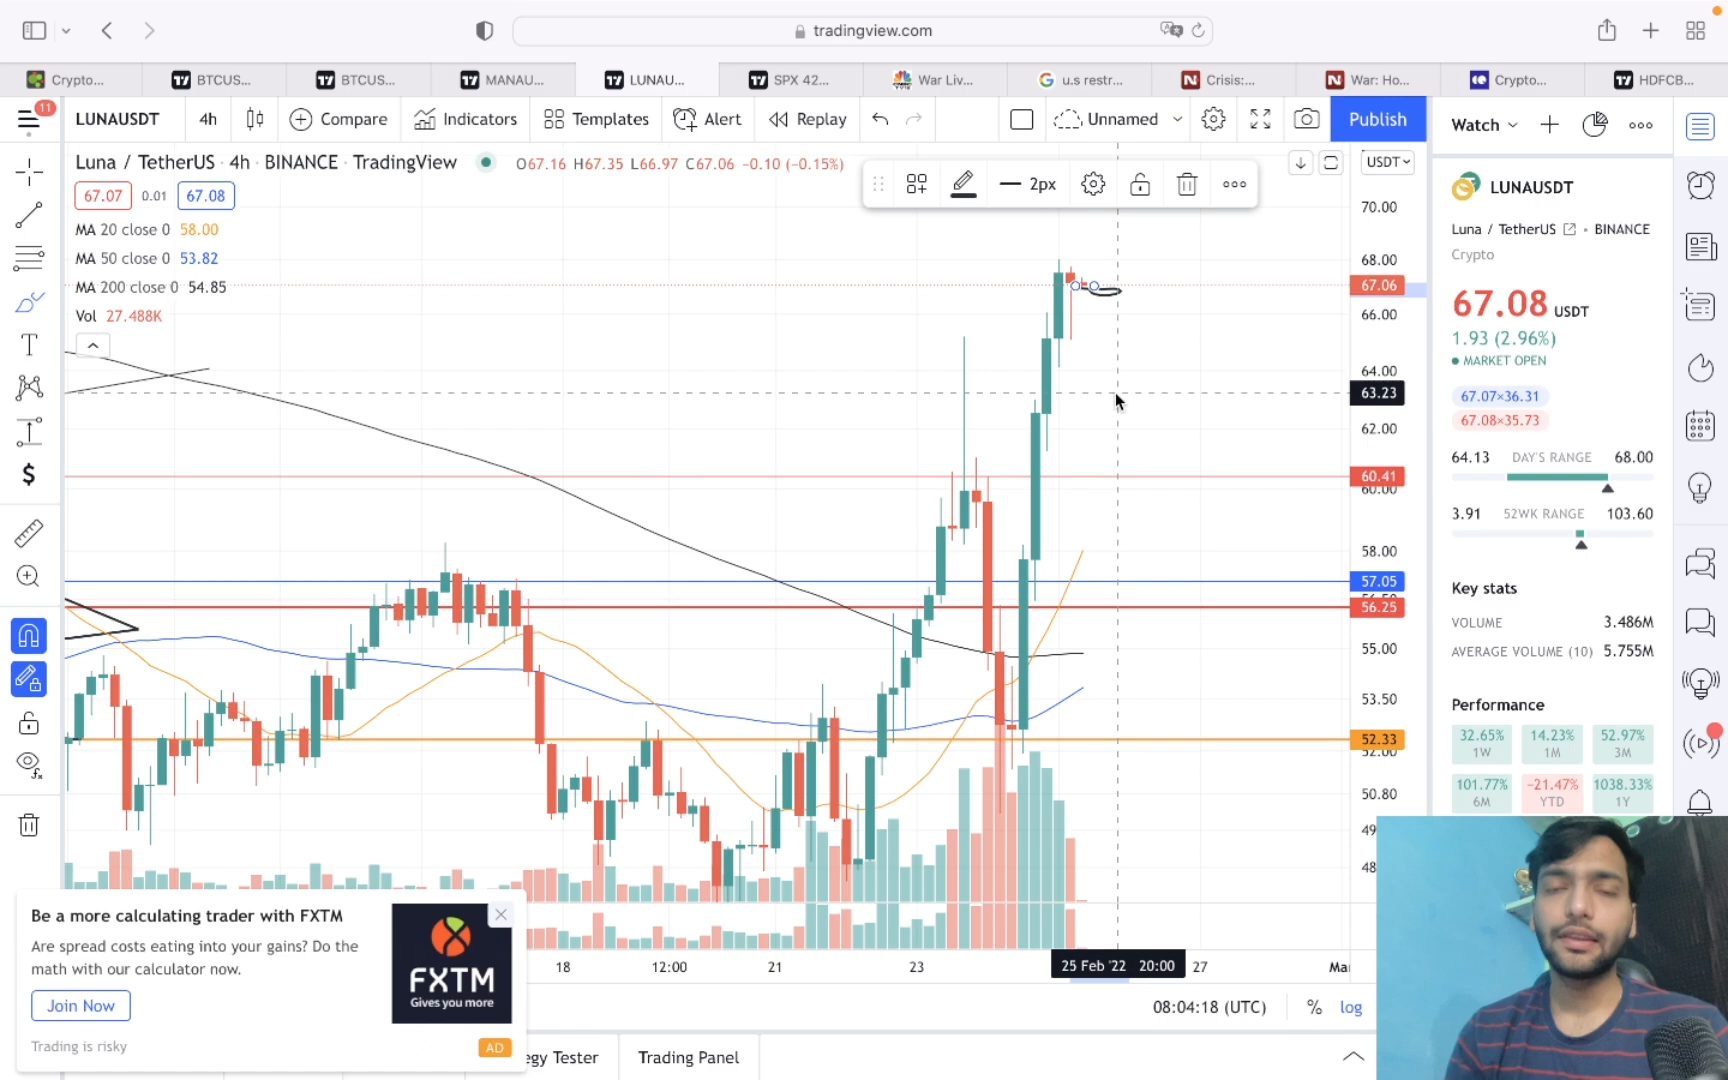 tradingview.com
Crypto...
BTCUS...
BTCUS...
MANAU...
LUNAU...
SPX 42...
War Liv...
u.s restr...
Crisis:...
War: Ho...
Crypto...
HDFCB...
11
LUNAUSDT
4h
Compare
Indicators
Templates
Alert
Replay
Unnamed
Publish
Watch
Luna / TetherUS · 4h · BINANCE · TradingView
O67.16 H67.35 L66.97 C67.06 −0.10 (−0.15%)
67.07
0.01
67.08
MA 20 close 0 58.00
MA 50 close 0 53.82
MA 200 close 0 54.85
Vol 27.488K
2px
USDT
70.00
68.00
67.06
66.00
64.00
63.23
62.00
60.41
60.00
58.00
57.05
56.25
55.00
53.50
52.33
52.00
50.80
49
48
18
12:00
21
23
25 Feb '22 20:00
27
Mar
08:04:18 (UTC)
%
log
LUNAUSDT
Luna / TetherUS · BINANCE
Crypto
67.08 USDT
1.93 (2.96%)
MARKET OPEN
67.07×36.31
67.08×35.73
64.13 DAY'S RANGE 68.00
3.91 52WK RANGE 103.60
Key stats
VOLUME 3.486M
AVERAGE VOLUME (10) 5.755M
Performance
32.65%
1W
14.23%
1M
52.97%
3M
101.77%
6M
−21.47%
YTD
1038.33%
1Y
Be a more calculating trader with FXTM
Are spread costs eating into your gains? Do the
math with our calculator now.
Join Now
Trading is risky
AD
FXTM
Gives you more
egy Tester
Trading Panel